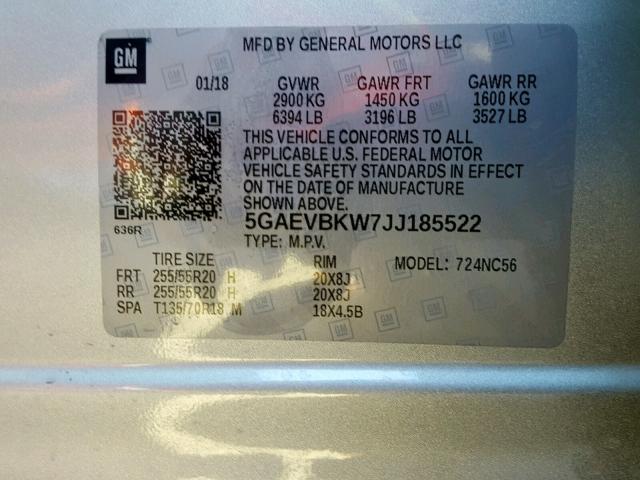 GM
MFD BY GENERAL MOTORS LLC
01/18 GVWR GAWR FRT GAWR RR
2900 KG 1450 KG 1600 KG
6394 LB 3196 LB 3527 LB
THIS VEHICLE CONFORMS TO ALL
APPLICABLE U.S. FEDERAL MOTOR
VEHICLE SAFETY STANDARDS IN EFFECT
ON THE DATE OF MANUFACTURE
SHOWN ABOVE.
636R
5GAEVBKW7JJ185522
TYPE: M.P.V.
TIRE SIZE RIM MODEL: 724NC56
FRT 255/55R20 H 20X8J
RR 255/55R20 H 20X8J
SPA T135/70R18 M 18X4.5B